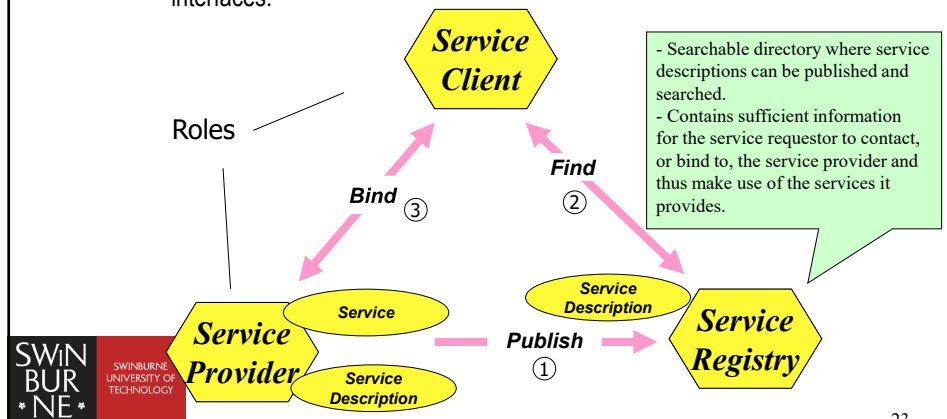 interfaces.
Service
Client
- Searchable directory where service
descriptions can be published and
searched.
- Contains sufficient information
for the service requestor to contact,
or bind to, the service provider and
thus make use of the services it
provides.
Roles
Find
②
Bind ③
Service
Description
Service
Service
Provider
Publish
①
Service
Registry
Service
Description
SWIN
BUR
* NE *
SWINBURNE
UNIVERSITY OF
TECHNOLOGY
23